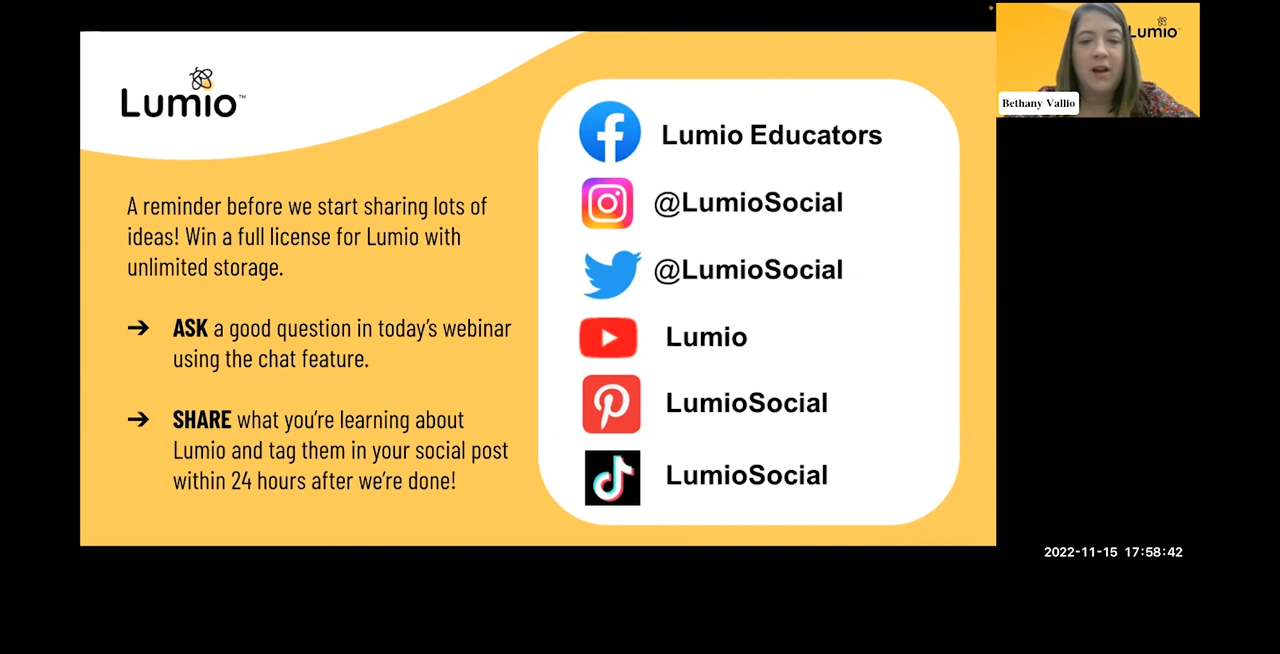 Lumio™
A reminder before we start sharing lots of
ideas! Win a full license for Lumio with
unlimited storage.
➔ ASK a good question in today's webinar
using the chat feature.
➔ SHARE what you're learning about
Lumio and tag them in your social post
within 24 hours after we're done!
Lumio Educators
@LumioSocial
@LumioSocial
Lumio
LumioSocial
LumioSocial
Lumio
Bethany Vallio
2022-11-15 17:58:42